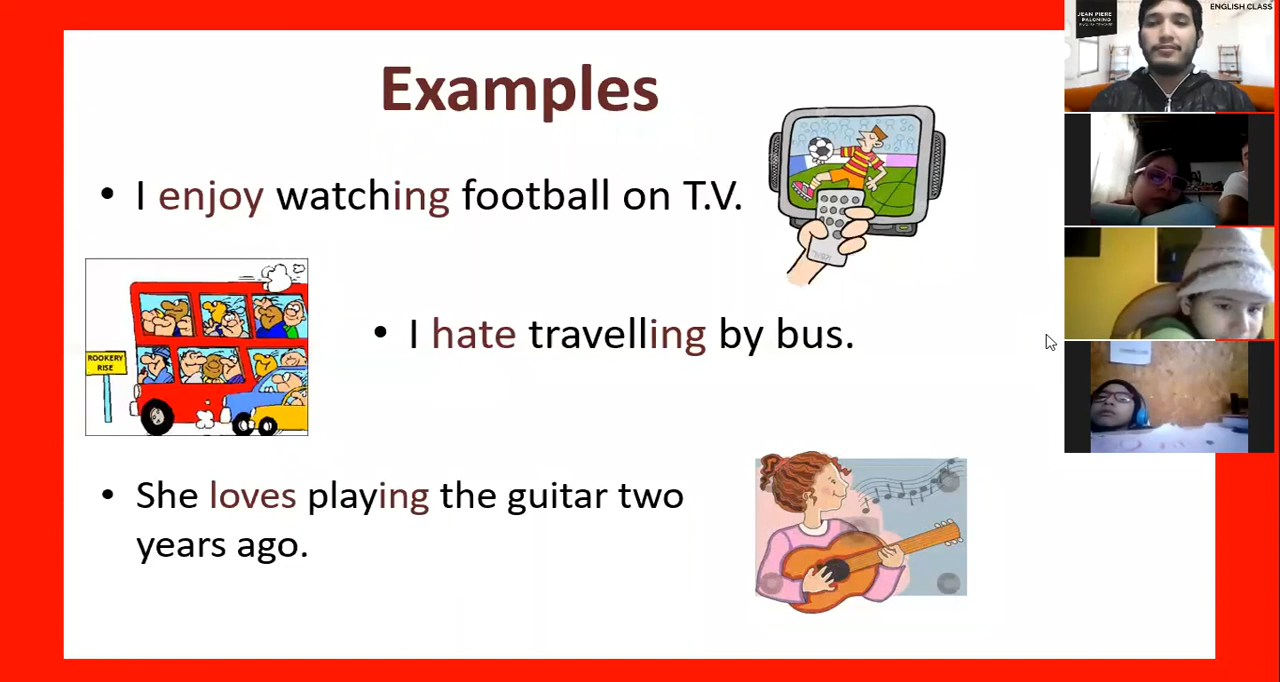 Examples
• I enjoy watching football on T.V.
ROOKERY
RISE
• I hate travelling by bus.
• She loves playing the guitar two
years ago.
JEAN PIERE
PALOMINO
ENGLISH CLASS